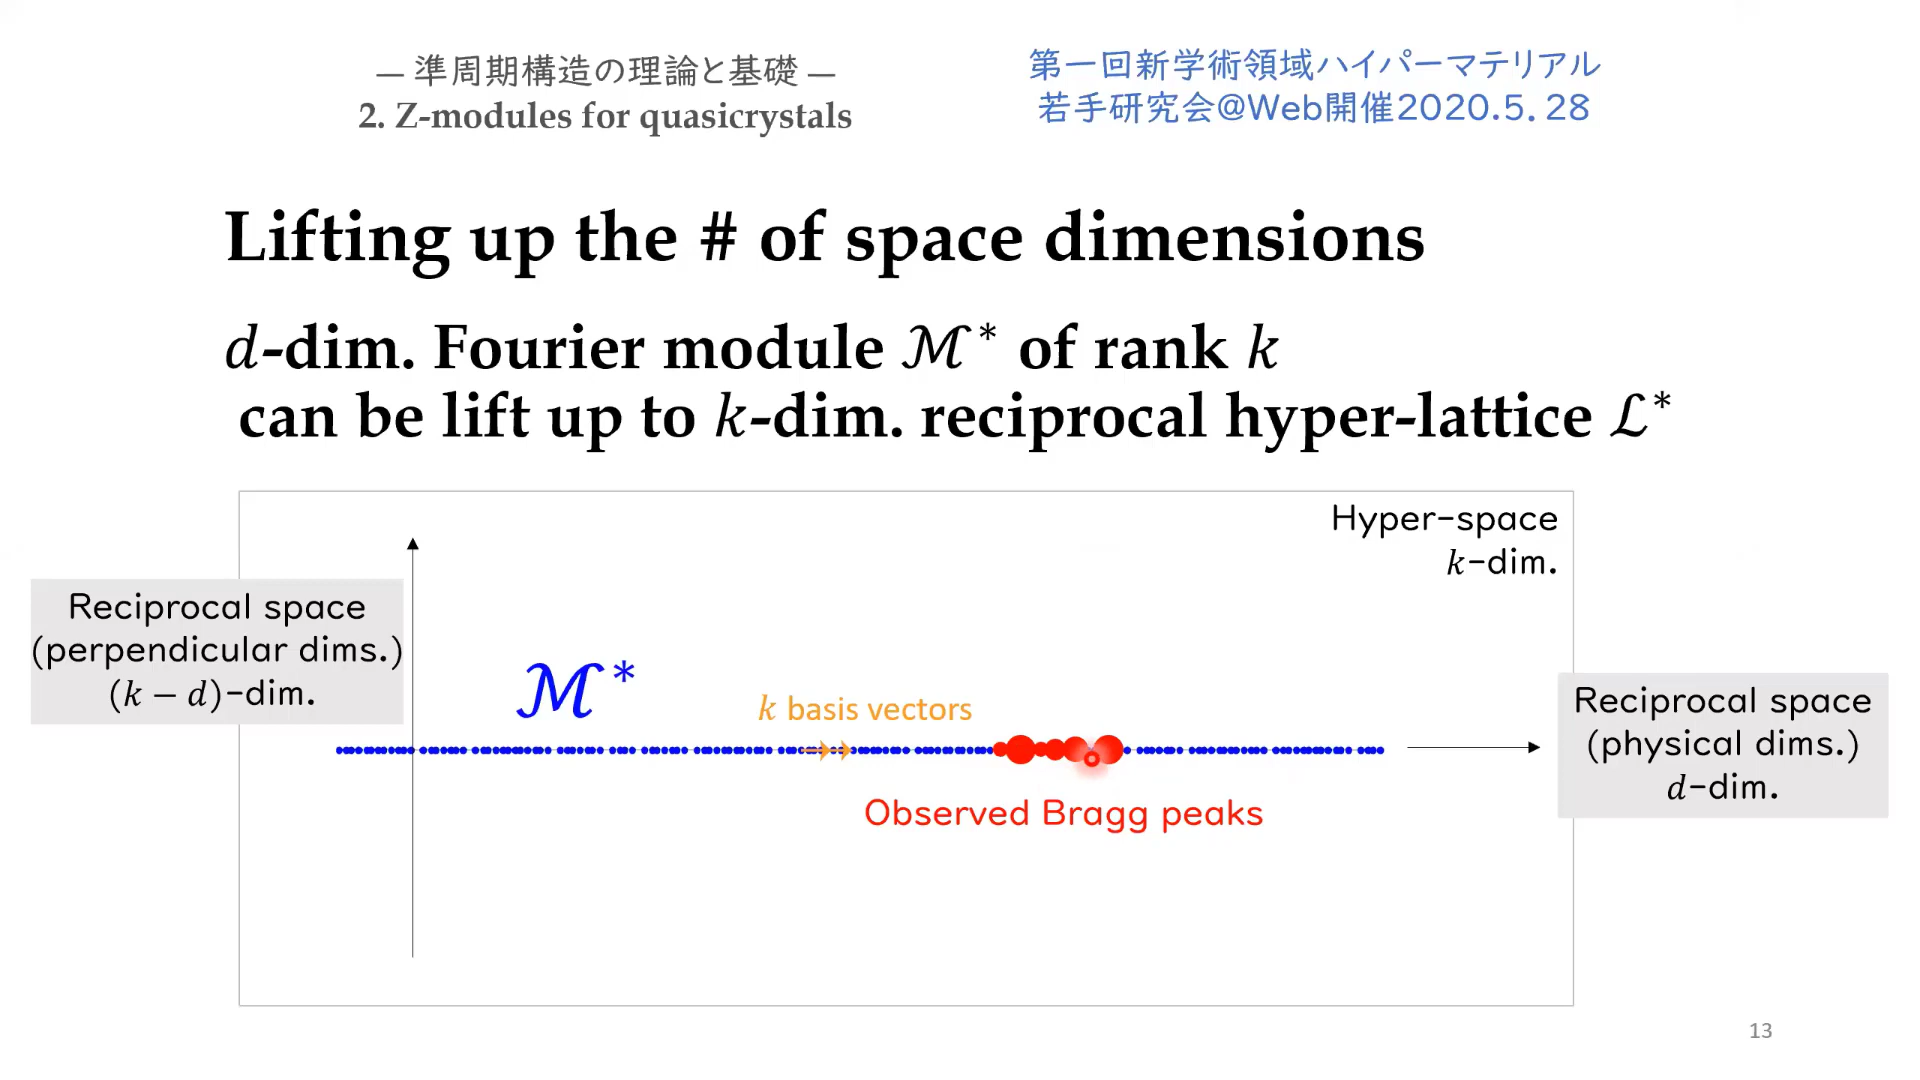 — 準周期構造の理論と基礎 —
2. Z-modules for quasicrystals
第一回新学術領域ハイパーマテリアル
若手研究会@Web開催2020.5.28
Lifting up the # of space dimensions
d-dim. Fourier module ℳ* of rank k
can be lift up to k-dim. reciprocal hyper-lattice ℒ*
Hyper-space
k-dim.
Reciprocal space
(perpendicular dims.)
(k − d)-dim.
ℳ*
k basis vectors
Reciprocal space
(physical dims.)
d-dim.
Observed Bragg peaks
13